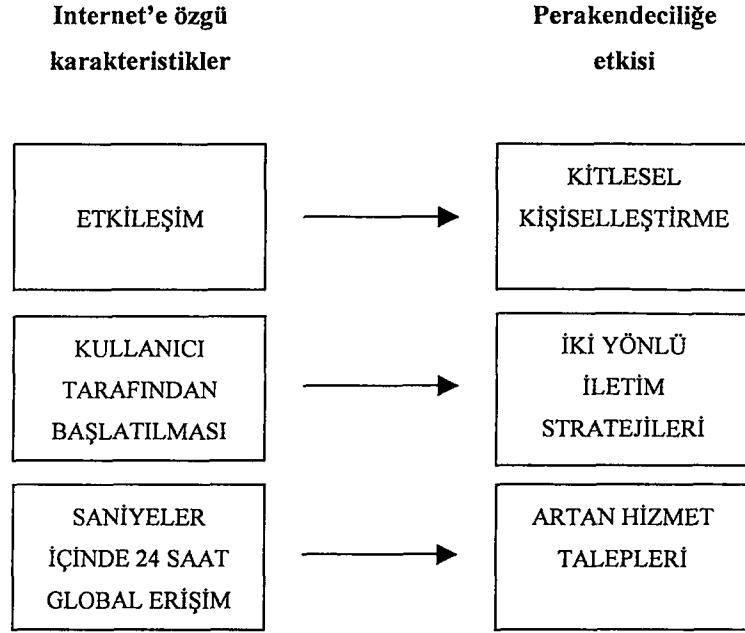 Internet'e özgü
karakteristikler
Perakendeciliğe
etkisi
ETKİLEŞİM
KİTLESEL
KİŞİSELLEŞTİRME
KULLANICI
TARAFINDAN
BAŞLATILMASI
İKİ YÖNLÜ
İLETİM
STRATEJİLERİ
SANİYELER
İÇİNDE 24 SAAT
GLOBAL ERİŞİM
ARTAN HİZMET
TALEPLERİ